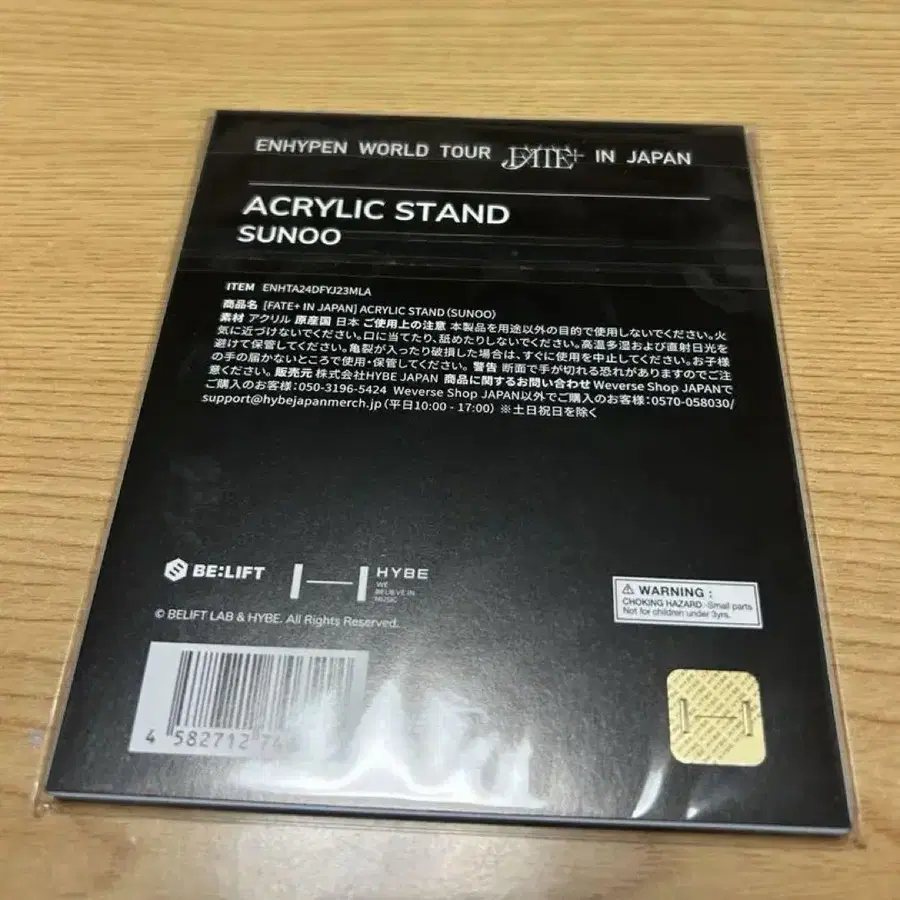 ENHYPEN WORLD TOUR FATE+ IN JAPAN
ACRYLIC STAND
SUNOO
ITEM ENHTA24DFYJ23MLA
商品名 [FATE+ IN JAPAN] ACRYLIC STAND (SUNOO)
素材 アクリル 原産国 日本 ご使用上の注意 本製品を用途以外の目的で使用しないでください。火
気に近づけないでください。口に当てたり、舐めたりしないでください。高温多湿および直射日光を
避けて保管してください。亀裂が入ったり破損した場合は、すぐに使用を中止してください。お子様
の手の届かないところで使用・保管してください。警告 断面で手が切れる恐れがありますのでご注
意ください。販売元 株式会社HYBE JAPAN 商品に関するお問い合わせ Weverse Shop JAPANで
ご購入のお客様：050-3196-5424 Weverse Shop JAPAN以外でご購入のお客様：0570-058030/
support@hybejapanmerch.jp (平日10:00 - 17:00) ※土日祝日を除く
BE:LIFT HYBE
WE
BELIEVE IN
MUSIC
© BELIFT LAB & HYBE. All Rights Reserved.
⚠ WARNING :
CHOKING HAZARD-Small parts
Not for children under 3yrs.
4 582712